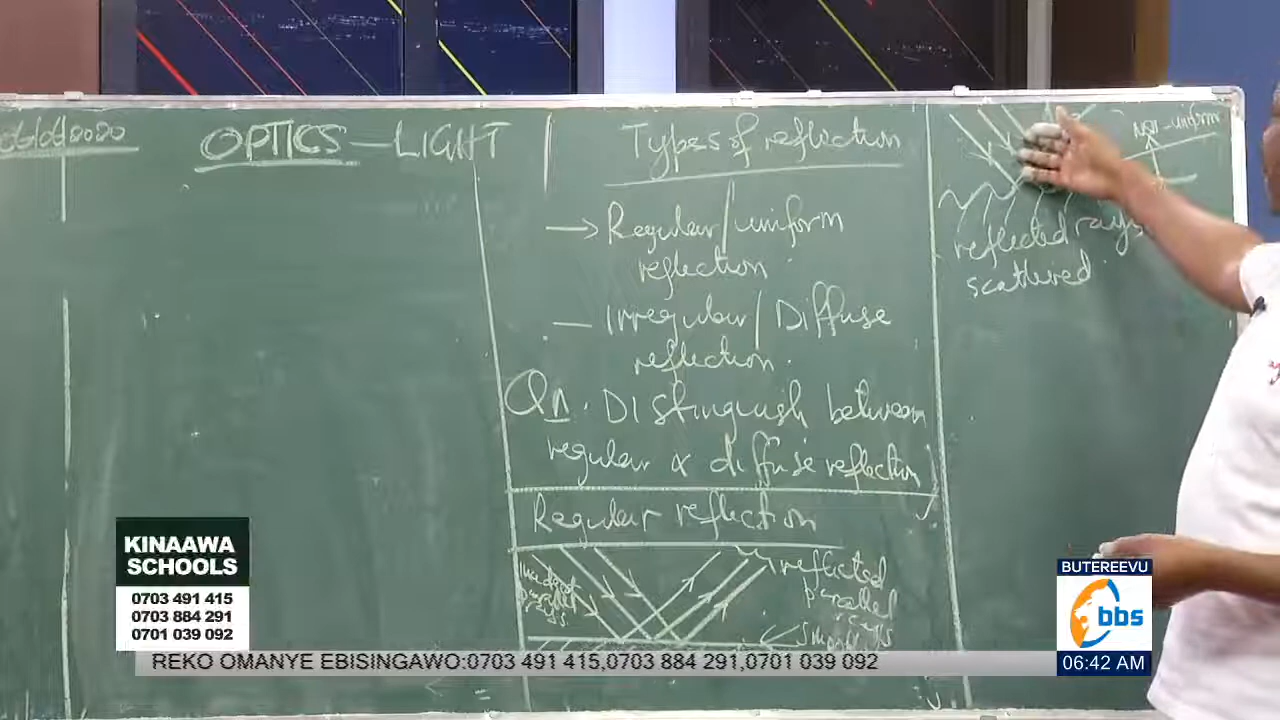 OPTICS - LIGHT
Types of reflection
→ Regular/uniform
reflection.
- Irregular/Diffuse
reflection.
Qn. Distinguish between
regular & diffuse reflection
Regular reflection
Incident
parallel
rays.
reflected
parallel
rays
Non-uniform
reflected rays
scattered
KINAAWA
SCHOOLS
0703 491 415
0703 884 291
0701 039 092
REKO OMANYE EBISINGAWO:0703 491 415,0703 884 291,0701 039 092
BUTEREEVU
bbs
06:42 AM